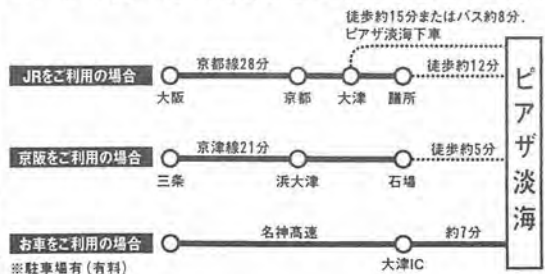 徒歩約15分またはバス約8分、
ピアザ淡海下車
JRをご利用の場合
京都線28分
徒歩約12分
大阪
京都
大津
膳所
京阪をご利用の場合
京津線21分
徒歩約5分
三条
浜大津
石場
お車をご利用の場合
名神高速
約7分
大津IC
※駐車場有(有料)
ピアザ淡海